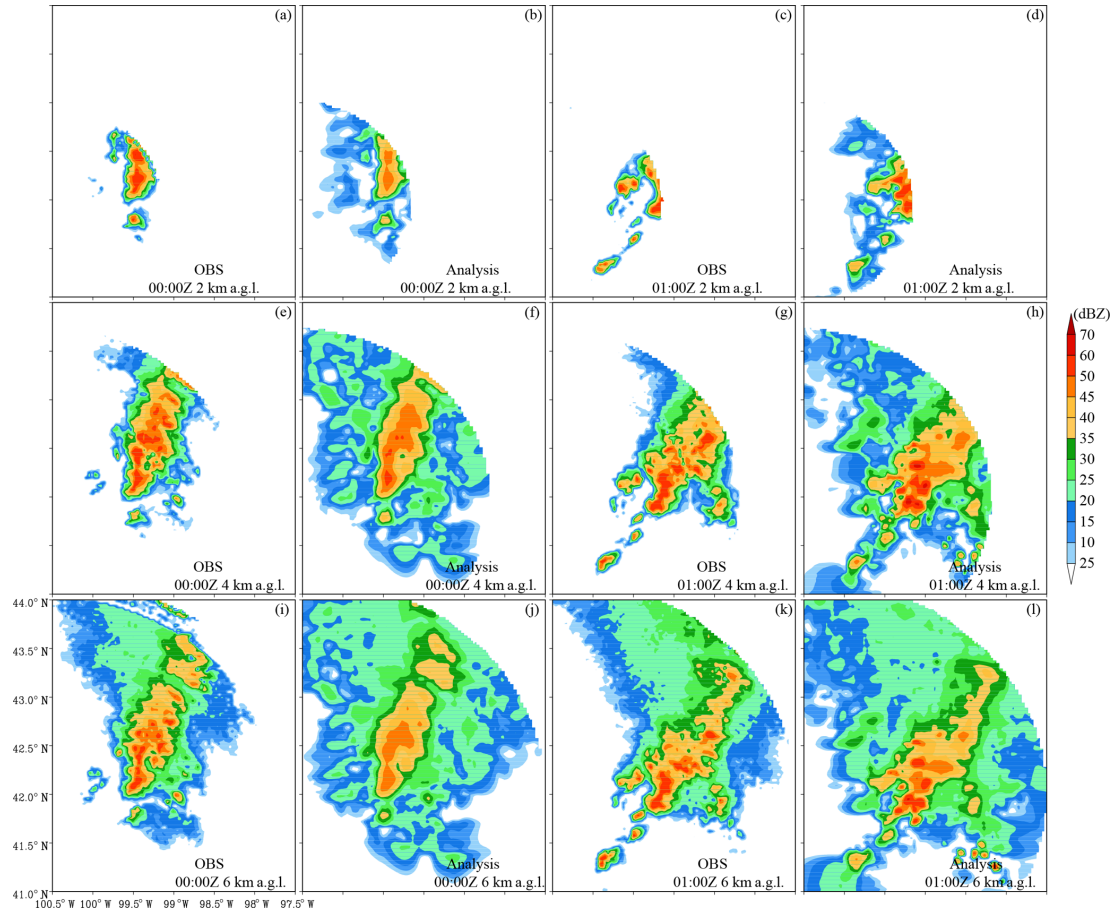 (a)
OBS
00:00Z 2 km a.g.l.
(b)
Analysis
00:00Z 2 km a.g.l.
(c)
OBS
01:00Z 2 km a.g.l.
(d)
Analysis
01:00Z 2 km a.g.l.
(e)
OBS
00:00Z 4 km a.g.l.
(f)
Analysis
00:00Z 4 km a.g.l.
(g)
OBS
01:00Z 4 km a.g.l.
(h)
Analysis
01:00Z 4 km a.g.l.
(dBZ)
70
60
50
45
40
35
30
25
20
15
10
25
(i)
OBS
00:00Z 6 km a.g.l.
(j)
Analysis
00:00Z 6 km a.g.l.
(k)
OBS
01:00Z 6 km a.g.l.
(l)
Analysis
01:00Z 6 km a.g.l.
44.0° N
43.5° N
43.0° N
42.5° N
42.0° N
41.5° N
41.0° N
100.5° W 100° W 99.5° W 99° W 98.5° W 98° W 97.5° W